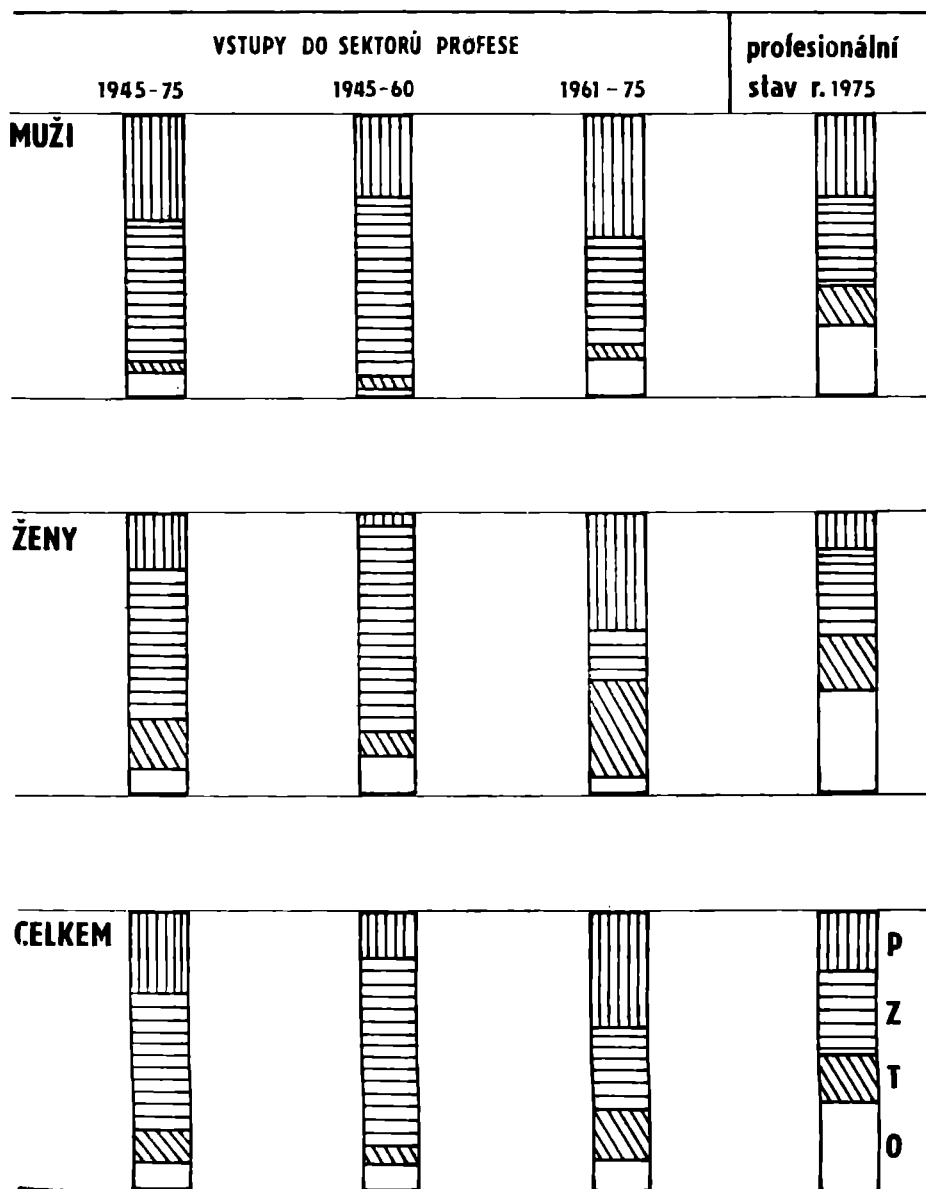 VSTUPY DO SEKTORŮ PROFESE
profesionální
stav r. 1975
1945-75
1945-60
1961-75
MUŽI
ŽENY
CELKEM
P
Z
T
O